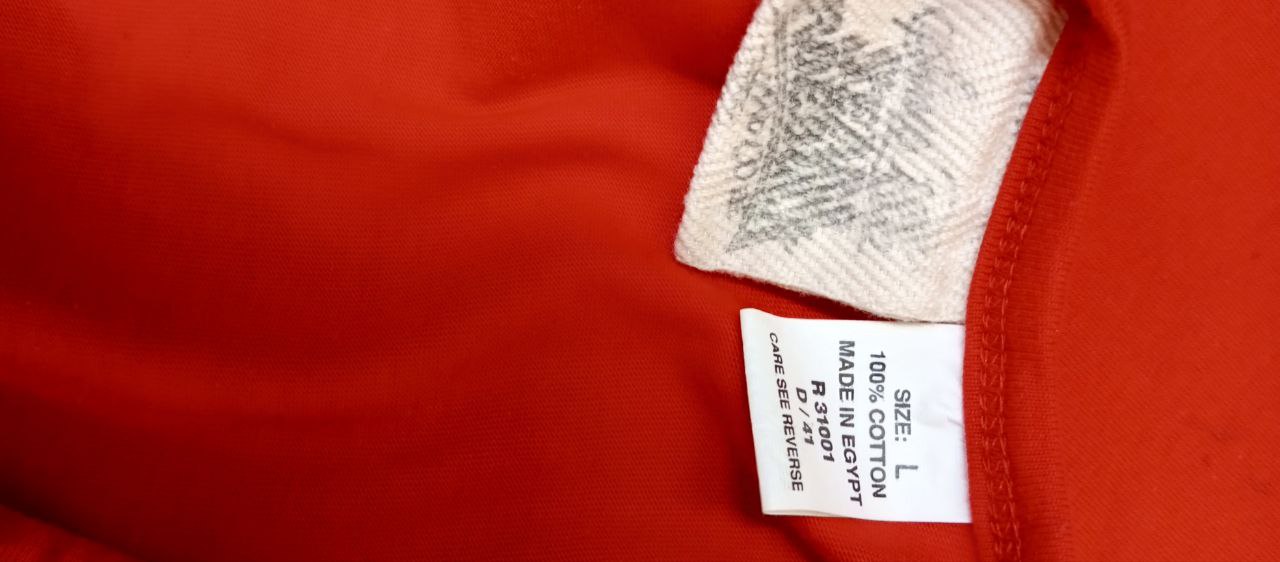 SIZE: L
100% COTTON
MADE IN EGYPT
R 31001
D / 41
CARE SEE REVERSE